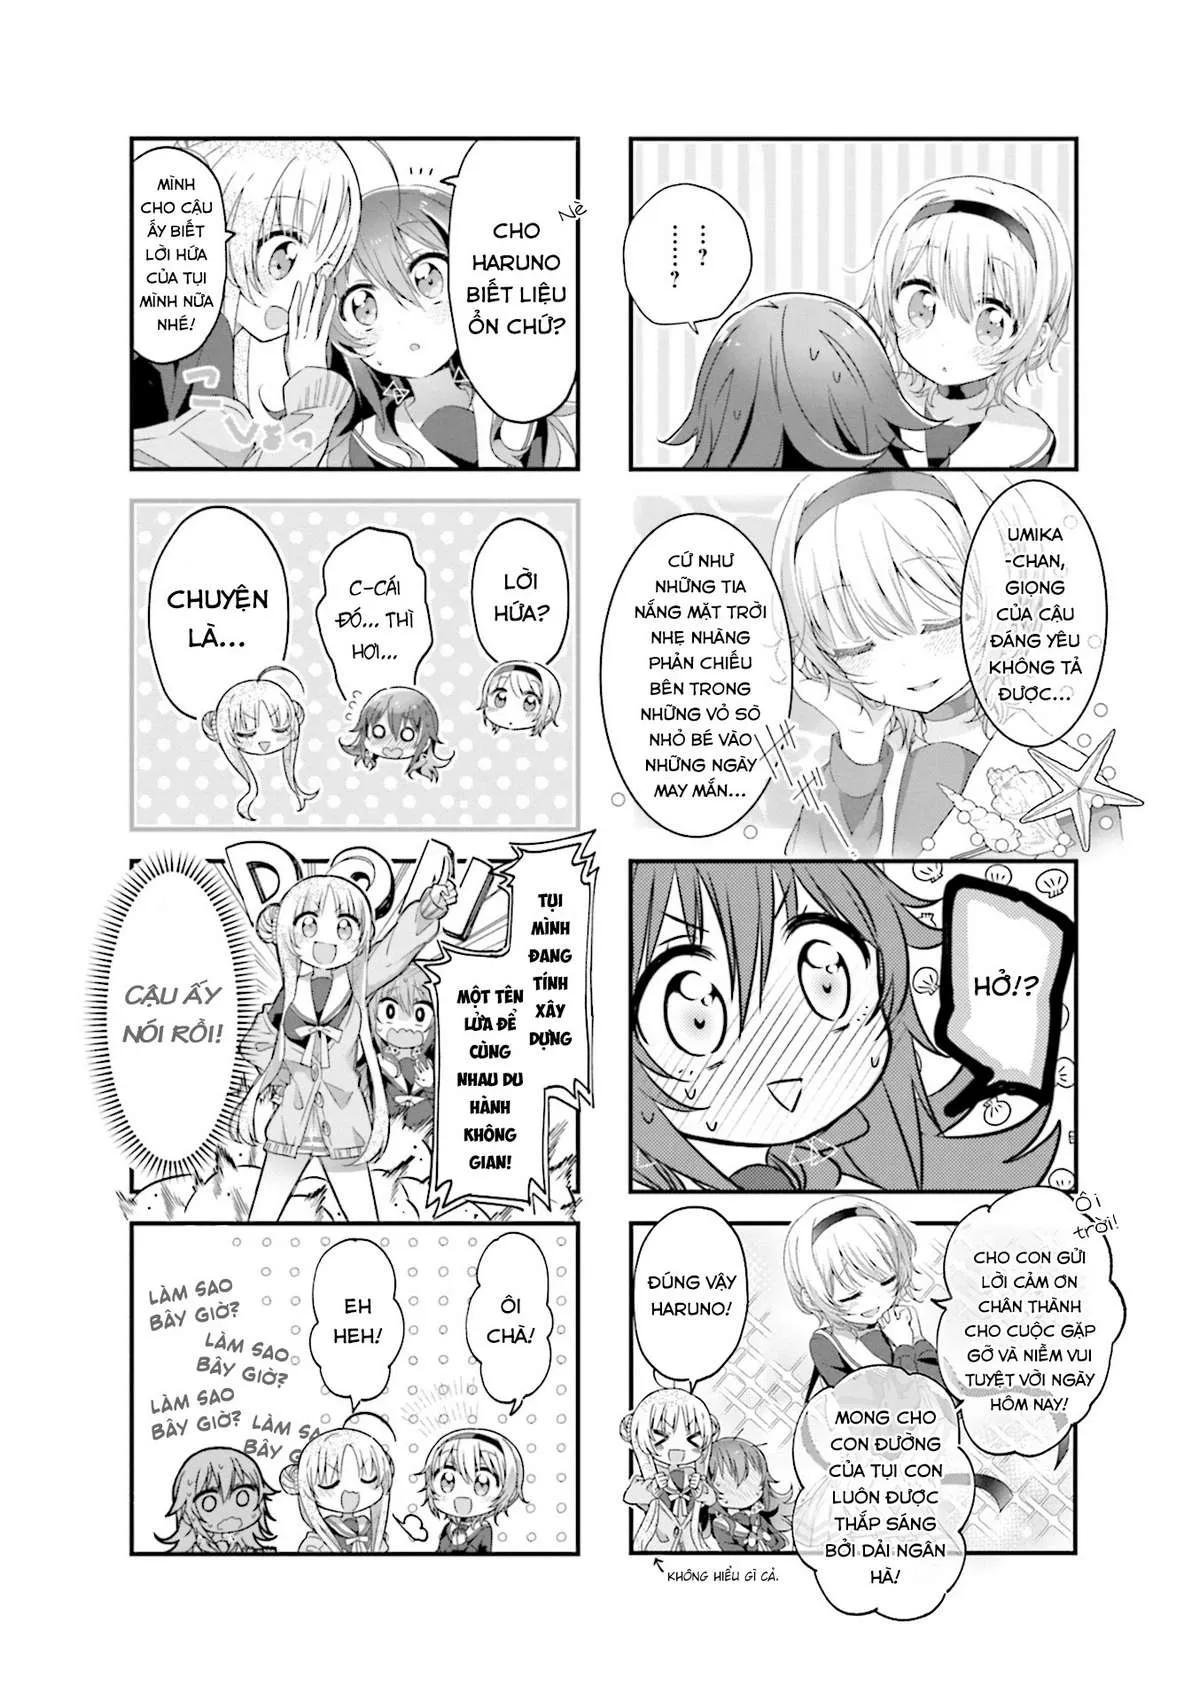 ......?
......?
UMIKA
-CHAN,
GIỌNG
CỦA CẬU
ĐÁNG YÊU
KHÔNG TẢ
ĐƯỢC...
CỨ NHƯ
NHỮNG TIA
NẮNG MẶT TRỜI
NHẸ NHÀNG
PHẢN CHIẾU
BÊN TRONG
NHỮNG VỎ SÒ
NHỎ BÉ VÀO
NHỮNG NGÀY
MAY MẮN...
HỞ!?
Ôi
trời!
CHO CON GỬI
LỜI CẢM ƠN
CHÂN THÀNH
CHO CUỘC GẶP
GỠ VÀ NIỀM VUI
TUYỆT VỜI NGÀY
HÔM NAY!
MONG CHO
CON ĐƯỜNG
CỦA TỤI CON
LUÔN ĐƯỢC
THẮP SÁNG
BỞI DẢI NGÂN
HÀ!
ĐÚNG VẬY
HARUNO!
KHÔNG HIỂU GÌ CẢ.
Nè
CHO
HARUNO
BIẾT LIỆU
ỔN CHỨ?
MÌNH
CHO CẬU
ẤY BIẾT
LỜI HỨA
CỦA TỤI
MÌNH NỮA
NHÉ!
LỜI
HỨA?
C-CÁI
ĐÓ... THÌ
HƠI...
CHUYỆN
LÀ...
TỤI
MÌNH
ĐANG
TÍNH
XÂY
DỰNG
MỘT TÊN
LỬA ĐỂ
CÙNG
NHAU DU
HÀNH
KHÔNG
GIAN!
CẬU ẤY
NÓI RỒI!
ÔI
CHÀ!
EH
HEH!
LÀM SAO
BÂY GIỜ?
LÀM SAO
BÂY GIỜ?
LÀM SAO
BÂY GIỜ?
LÀM SA
BÂY GIỜ?